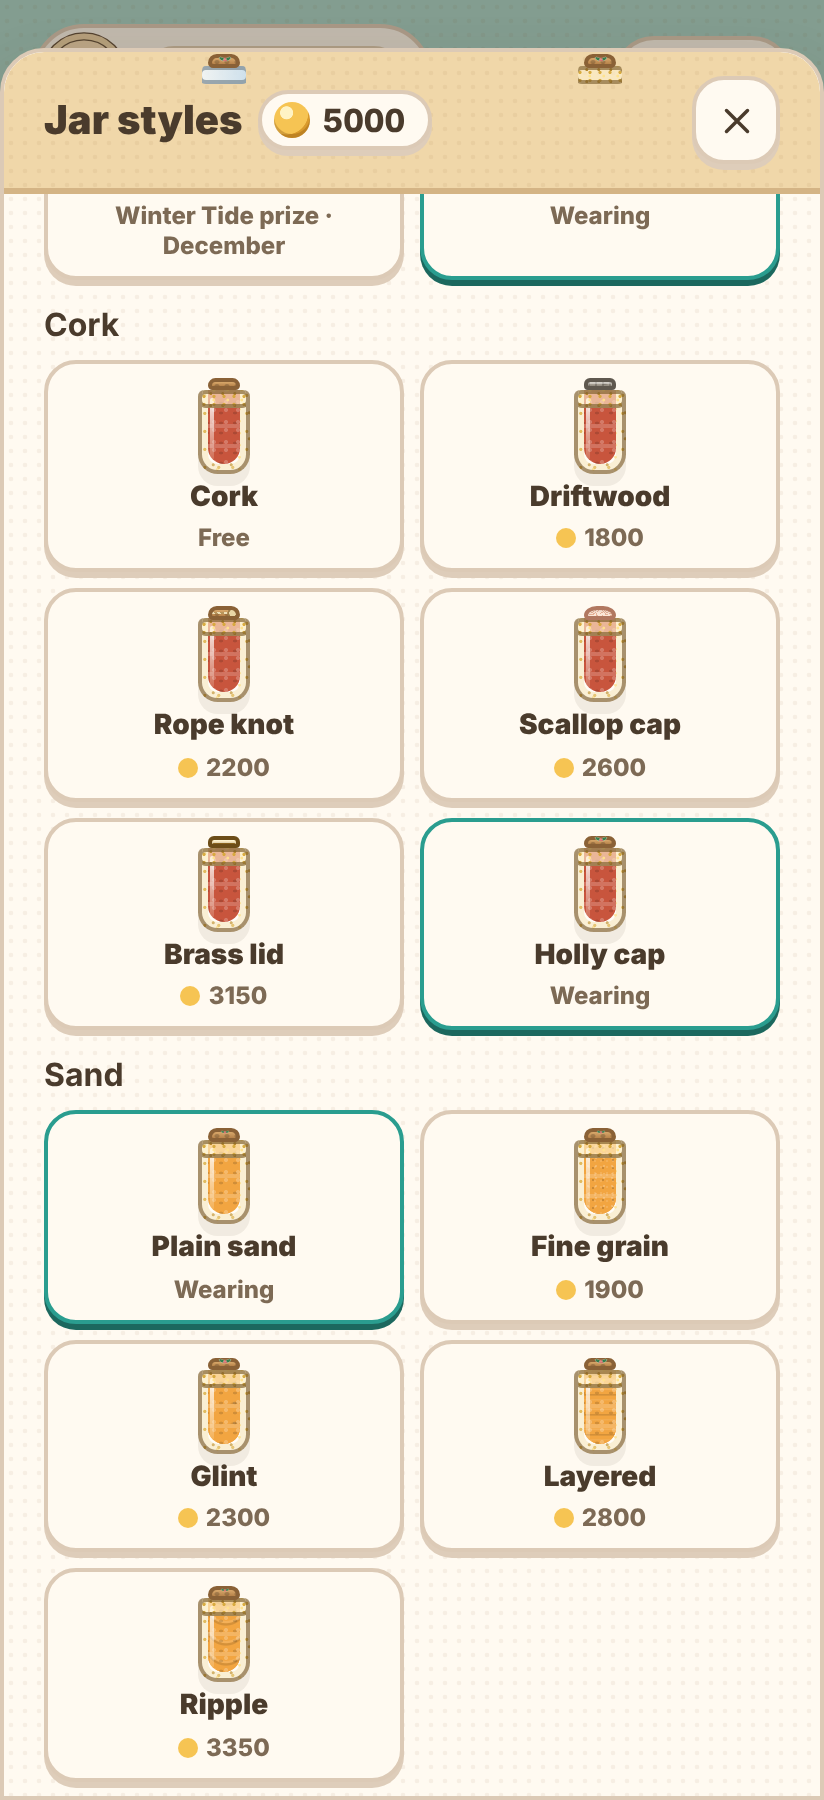 Jar styles
5000
Winter Tide prize ·
December
Wearing
Cork
Cork
Free
Driftwood
1800
Rope knot
2200
Scallop cap
2600
Brass lid
3150
Holly cap
Wearing
Sand
Plain sand
Wearing
Fine grain
1900
Glint
2300
Layered
2800
Ripple
3350